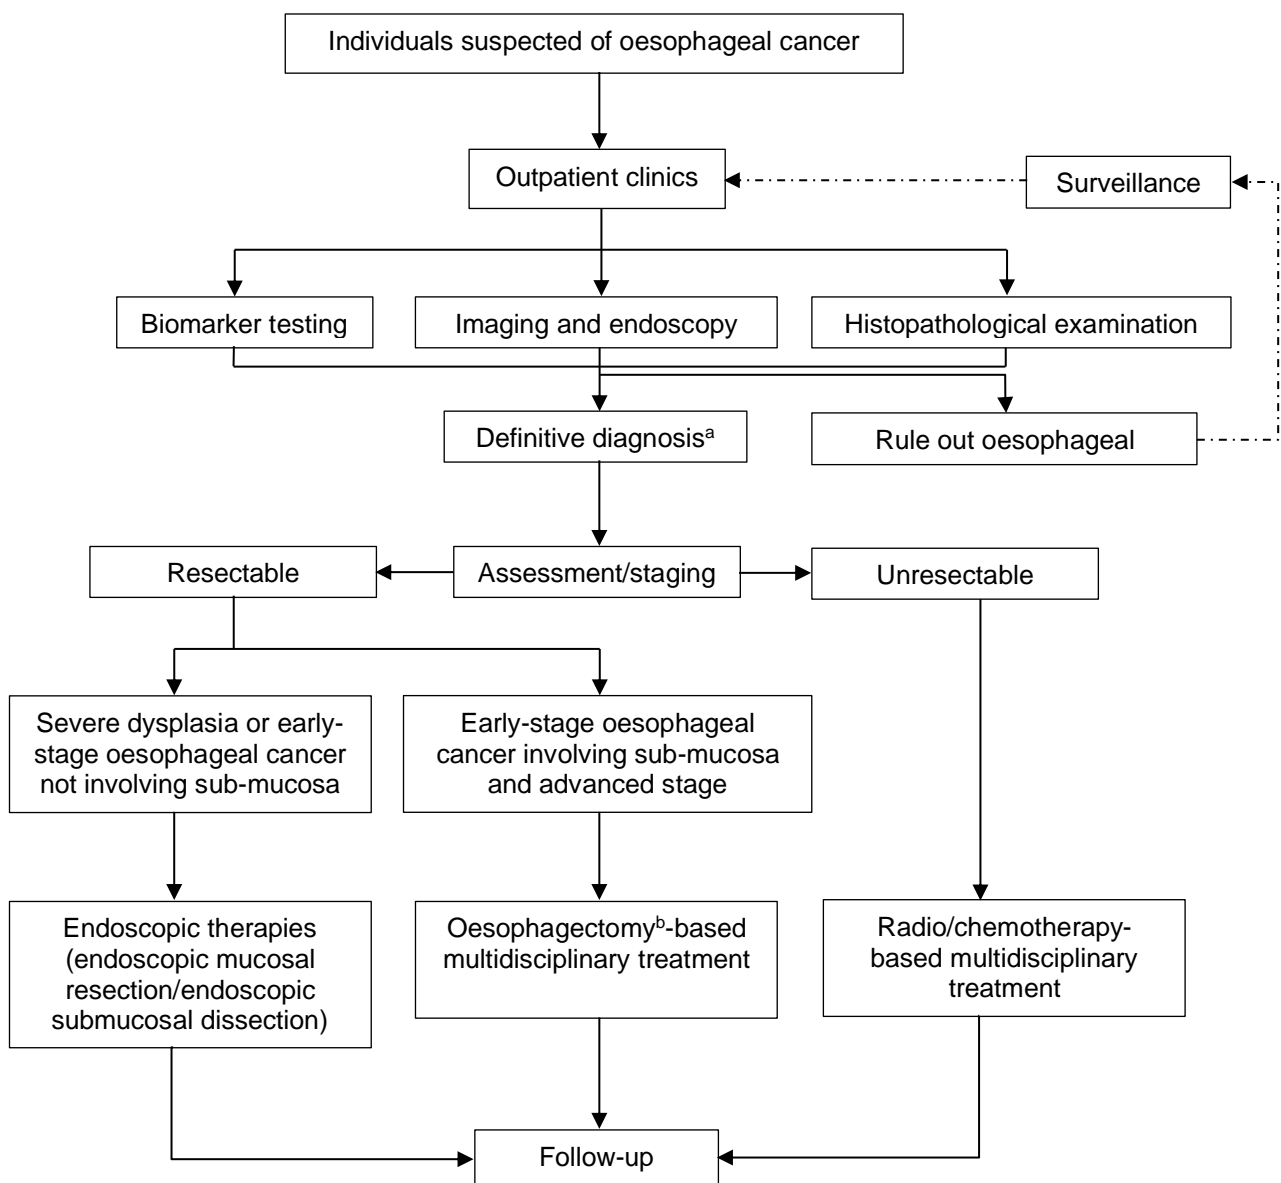 Individuals suspected of oesophageal cancer
Outpatient clinics
Surveillance
Biomarker testing
Imaging and endoscopy
Histopathological examination
Definitive diagnosisᵃ
Rule out oesophageal
Resectable
Assessment/staging
Unresectable
Severe dysplasia or early-
stage oesophageal cancer
not involving sub-mucosa
Early-stage oesophageal
cancer involving sub-mucosa
and advanced stage
Endoscopic therapies
(endoscopic mucosal
resection/endoscopic
submucosal dissection)
Oesophagectomyᵇ-based
multidisciplinary treatment
Radio/chemotherapy-
based multidisciplinary
treatment
Follow-up